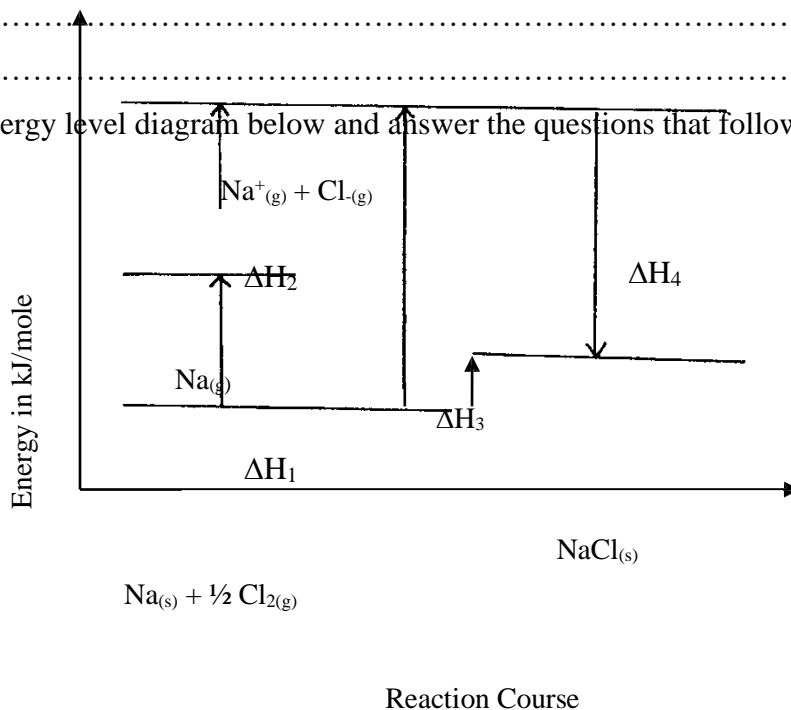 ................................................................
................................................................
ergy level diagram below and answer the questions that follow
Na⁺₍g₎ + Cl₋₍g₎
ΔH₂
ΔH₄
Energy in kJ/mole
Na₍g₎
ΔH₃
ΔH₁
NaCl₍s₎
Na₍s₎ + ½ Cl₂₍g₎
Reaction Course